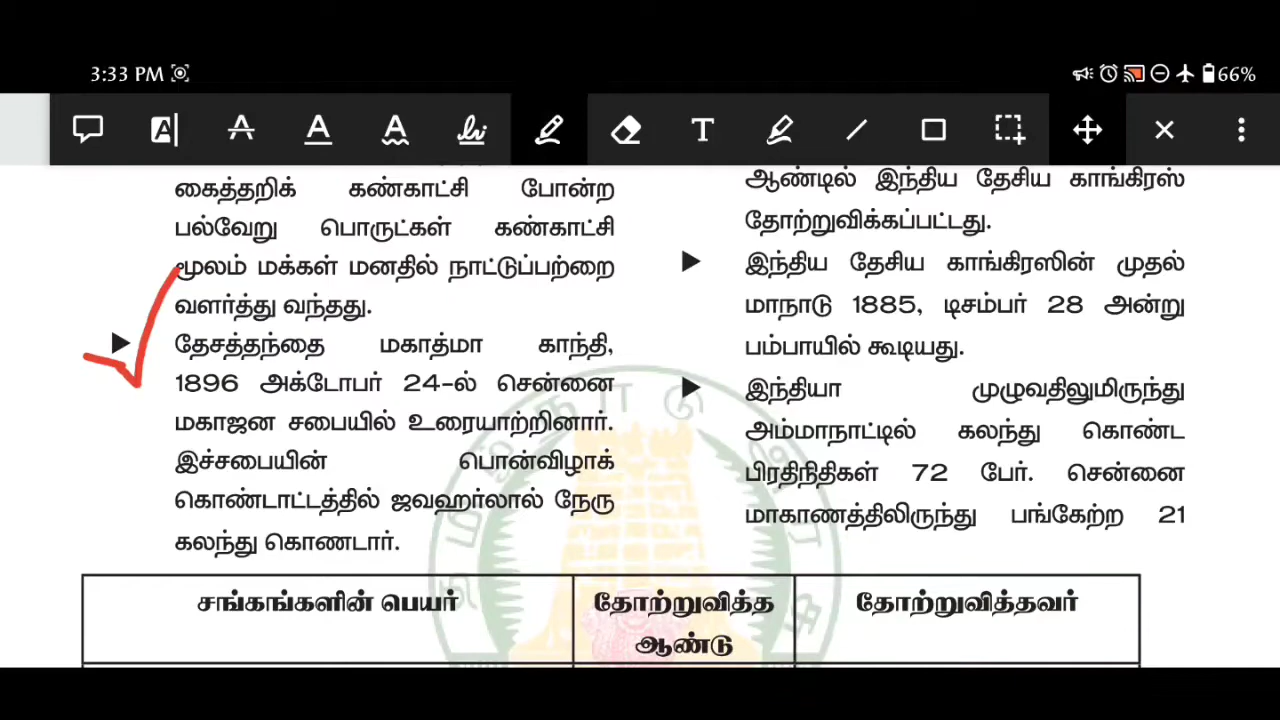 3:33 PM
66%
கைத்தறிக் கண்காட்சி போன்ற
பல்வேறு பொருட்கள் கண்காட்சி
மூலம் மக்கள் மனதில் நாட்டுப்பற்றை
வளர்த்து வந்தது.
தேசத்தந்தை மகாத்மா காந்தி,
1896 அக்டோபர் 24-ல் சென்னை
மகாஜன சபையில் உரையாற்றினார்.
இச்சபையின் பொன்விழாக்
கொண்டாட்டத்தில் ஜவஹர்லால் நேரு
கலந்து கொணடார்.
ஆண்டில் இந்திய தேசிய காங்கிரஸ்
தோற்றுவிக்கப்பட்டது.
இந்திய தேசிய காங்கிரஸின் முதல்
மாநாடு 1885, டிசம்பர் 28 அன்று
பம்பாயில் கூடியது.
இந்தியா முழுவதிலுமிருந்து
அம்மாநாட்டில் கலந்து கொண்ட
பிரதிநிதிகள் 72 பேர். சென்னை
மாகாணத்திலிருந்து பங்கேற்ற 21
சங்கங்களின் பெயர்
தோற்றுவித்த
ஆண்டு
தோற்றுவித்தவர்